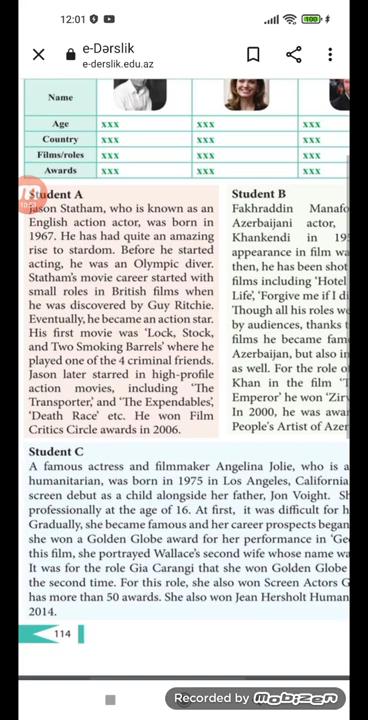 12:01
100
e-Dərslik
e-derslik.edu.az
Name
Age xxx xxx xxx
Country xxx xxx xxx
Films/roles xxx xxx xxx
Awards xxx xxx xxx
Student A
Jason Statham, who is known as an
English action actor, was born in
1967. He has had quite an amazing
rise to stardom. Before he started
acting, he was an Olympic diver.
Statham's movie career started with
small roles in British films when
he was discovered by Guy Ritchie.
Eventually, he became an action star.
His first movie was 'Lock, Stock,
and Two Smoking Barrels' where he
played one of the 4 criminal friends.
Jason later starred in high-profile
action movies, including 'The
Transporter,' and 'The Expendables,'
'Death Race' etc. He won Film
Critics Circle awards in 2006.
Student B
Fakhraddin Manafo
Azerbaijani actor,
Khankendi in 19
appearance in film wa
then, he has been shot
films including 'Hotel
Life', 'Forgive me if I di
Though all his roles we
by audiences, thanks t
films he became fam
Azerbaijan, but also i
as well. For the role o
Khan in the film 'T
Emperor' he won 'Zir
In 2000, he was awa
People's Artist of Azer
Student C
A famous actress and filmmaker Angelina Jolie, who is a
humanitarian, was born in 1975 in Los Angeles, California
screen debut as a child alongside her father, Jon Voight. Sh
professionally at the age of 16. At first, it was difficult for h
Gradually, she became famous and her career prospects began
she won a Golden Globe award for her performance in 'Ge
this film, she portrayed Wallace's second wife whose name wa
It was for the role Gia Carangi that she won Golden Globe
the second time. For this role, she also won Screen Actors G
has more than 50 awards. She also won Jean Hersholt Human
2014.
114
Recorded by mobizen